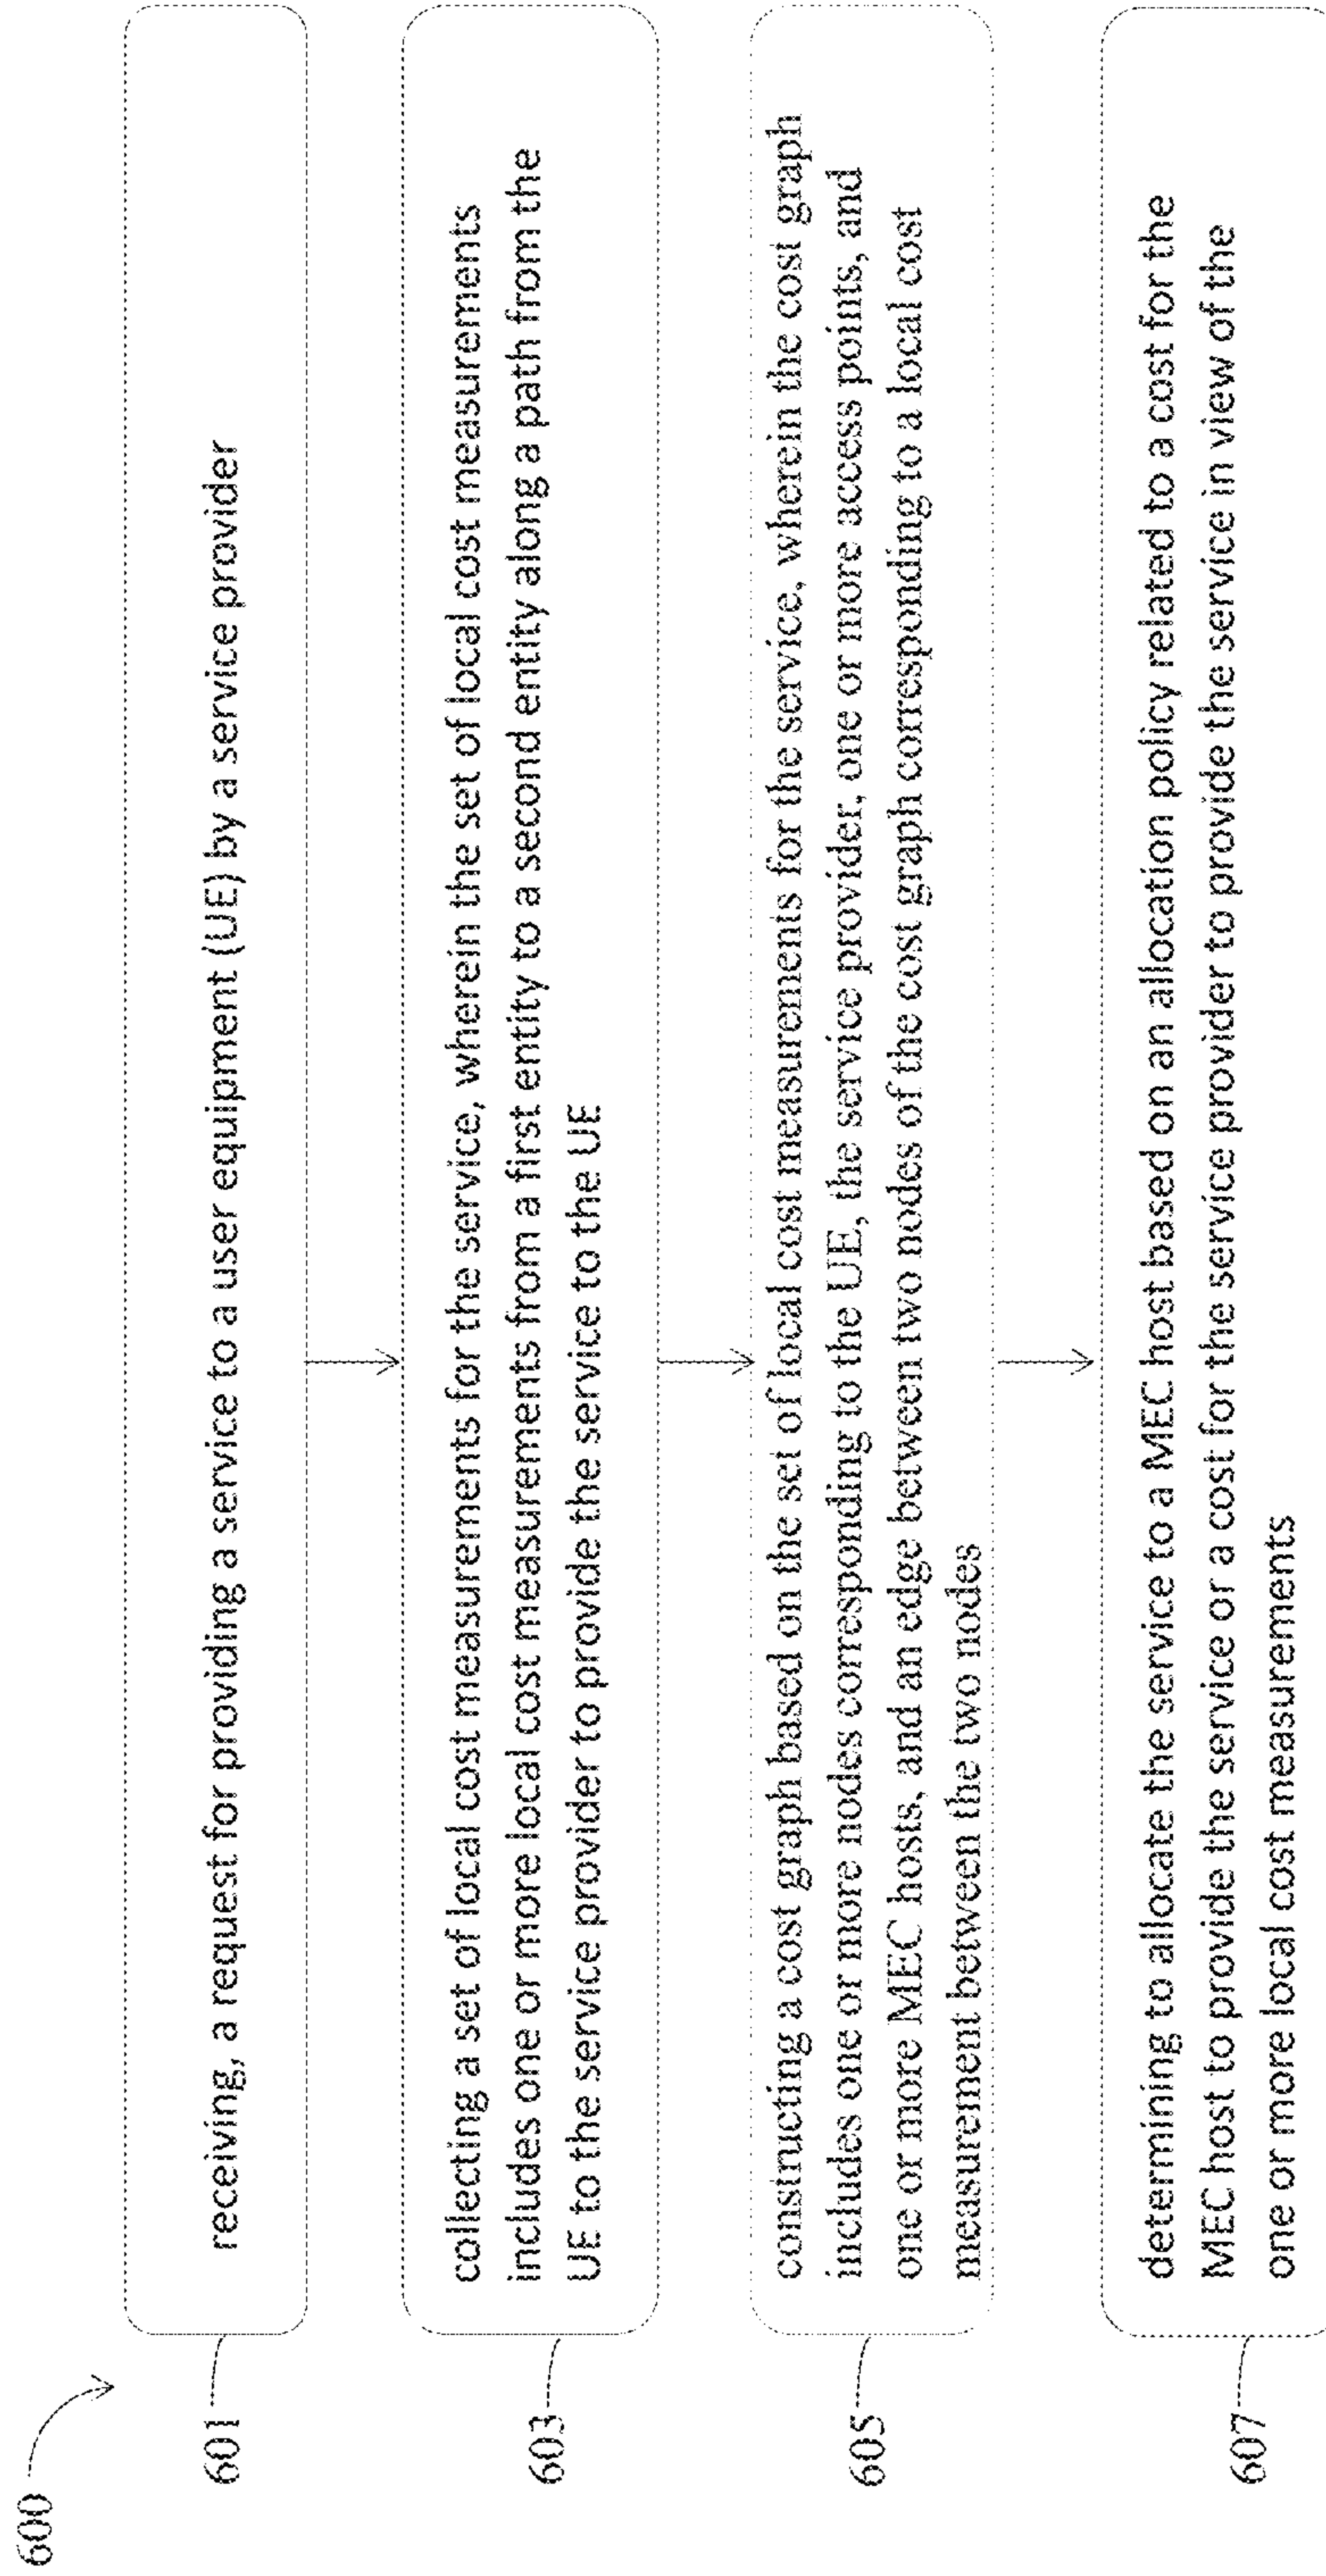 600
601
receiving, a request for providing a service to a user equipment (UE) by a service provider
603
collecting a set of local cost measurements for the service, wherein the set of local cost measurements
includes one or more local cost measurements from a first entity to a second entity along a path from the
UE to the service provider to provide the service to the UE
605
constructing a cost graph based on the set of local cost measurements for the service, wherein the cost graph
includes one or more nodes corresponding to the UE, the service provider, one or more access points, and
one or more MEC hosts, and an edge between two nodes of the cost graph corresponding to a local cost
measurement between the two nodes
607
determining to allocate the service to a MEC host based on an allocation policy related to a cost for the
MEC host to provide the service or a cost for the service provider to provide the service in view of the
one or more local cost measurements